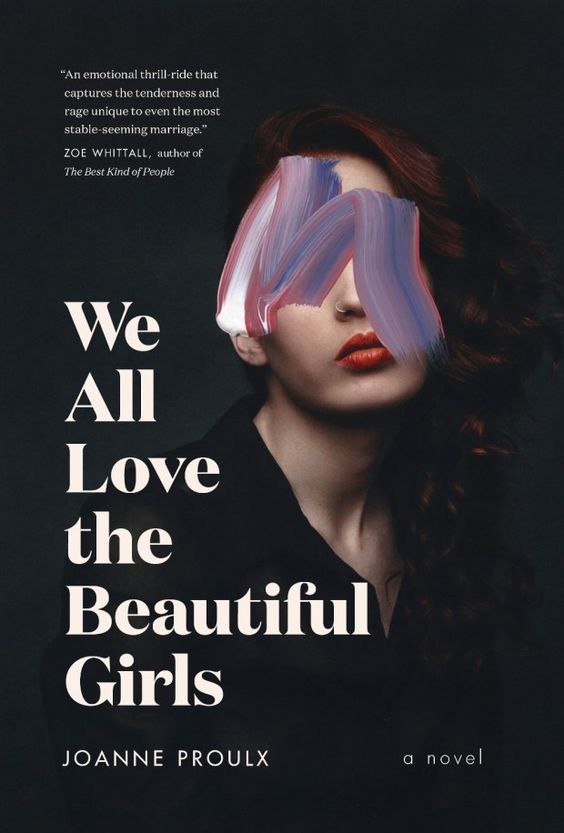 “An emotional thrill-ride that
captures the tenderness and
rage unique to even the most
stable-seeming marriage.”
ZOE WHITTALL, author of
The Best Kind of People
We
All
Love
the
Beautiful
Girls
JOANNE PROULX
a novel